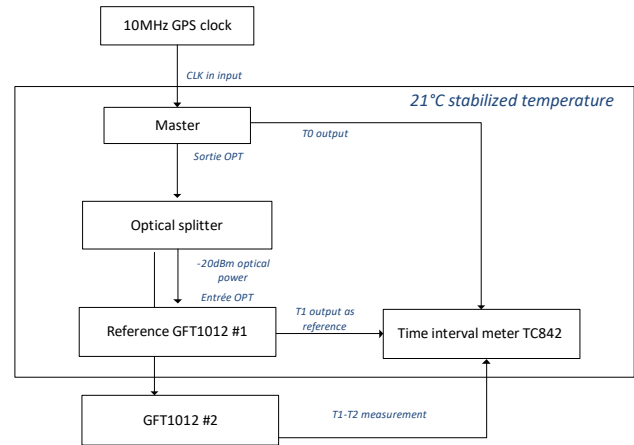 10MHz GPS clock
CLK in input
21°C stabilized temperature
Master
T0 output
Sortie OPT
Optical splitter
-20dBm optical
power
Entrée OPT
Reference GFT1012 #1
T1 output as
reference
Time interval meter TC842
GFT1012 #2
T1-T2 measurement